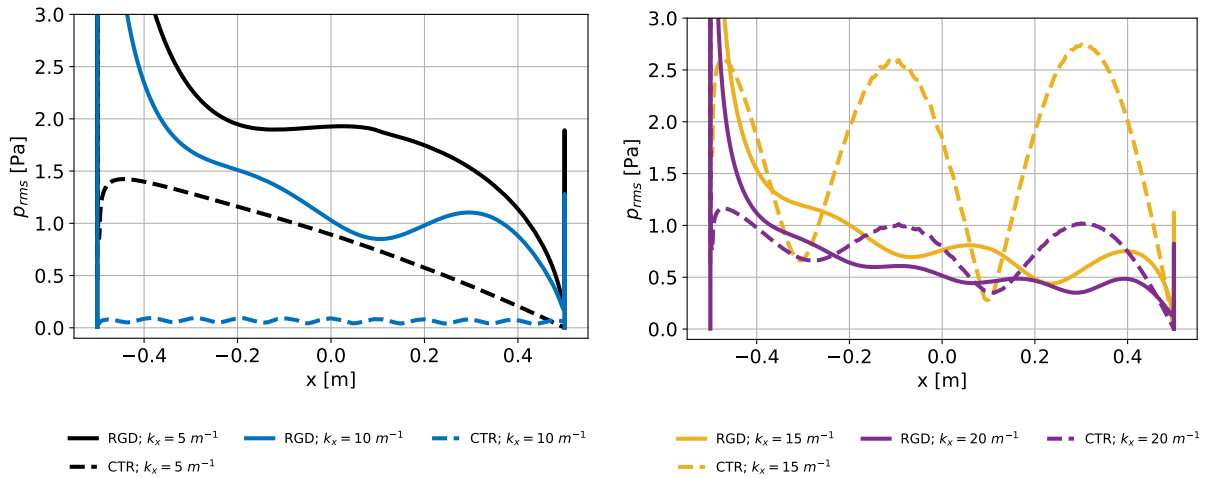 3.0
2.5
2.0
1.5
1.0
0.5
0.0
p_rms [Pa]
−0.4 −0.2 0.0 0.2 0.4
x [m]
RGD; k_x = 5 m^{-1} RGD; k_x = 10 m^{-1} CTR; k_x = 10 m^{-1}
CTR; k_x = 5 m^{-1}
3.0
2.5
2.0
1.5
1.0
0.5
0.0
p_rms [Pa]
−0.4 −0.2 0.0 0.2 0.4
x [m]
RGD; k_x = 15 m^{-1} RGD; k_x = 20 m^{-1} CTR; k_x = 20 m^{-1}
CTR; k_x = 15 m^{-1}